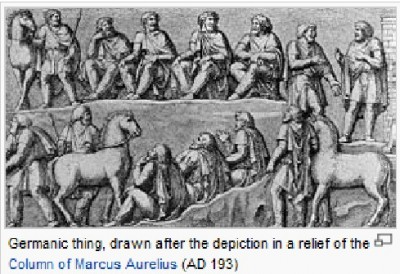 Germanic thing, drawn after the depiction in a relief of the
Column of Marcus Aurelius (AD 193)